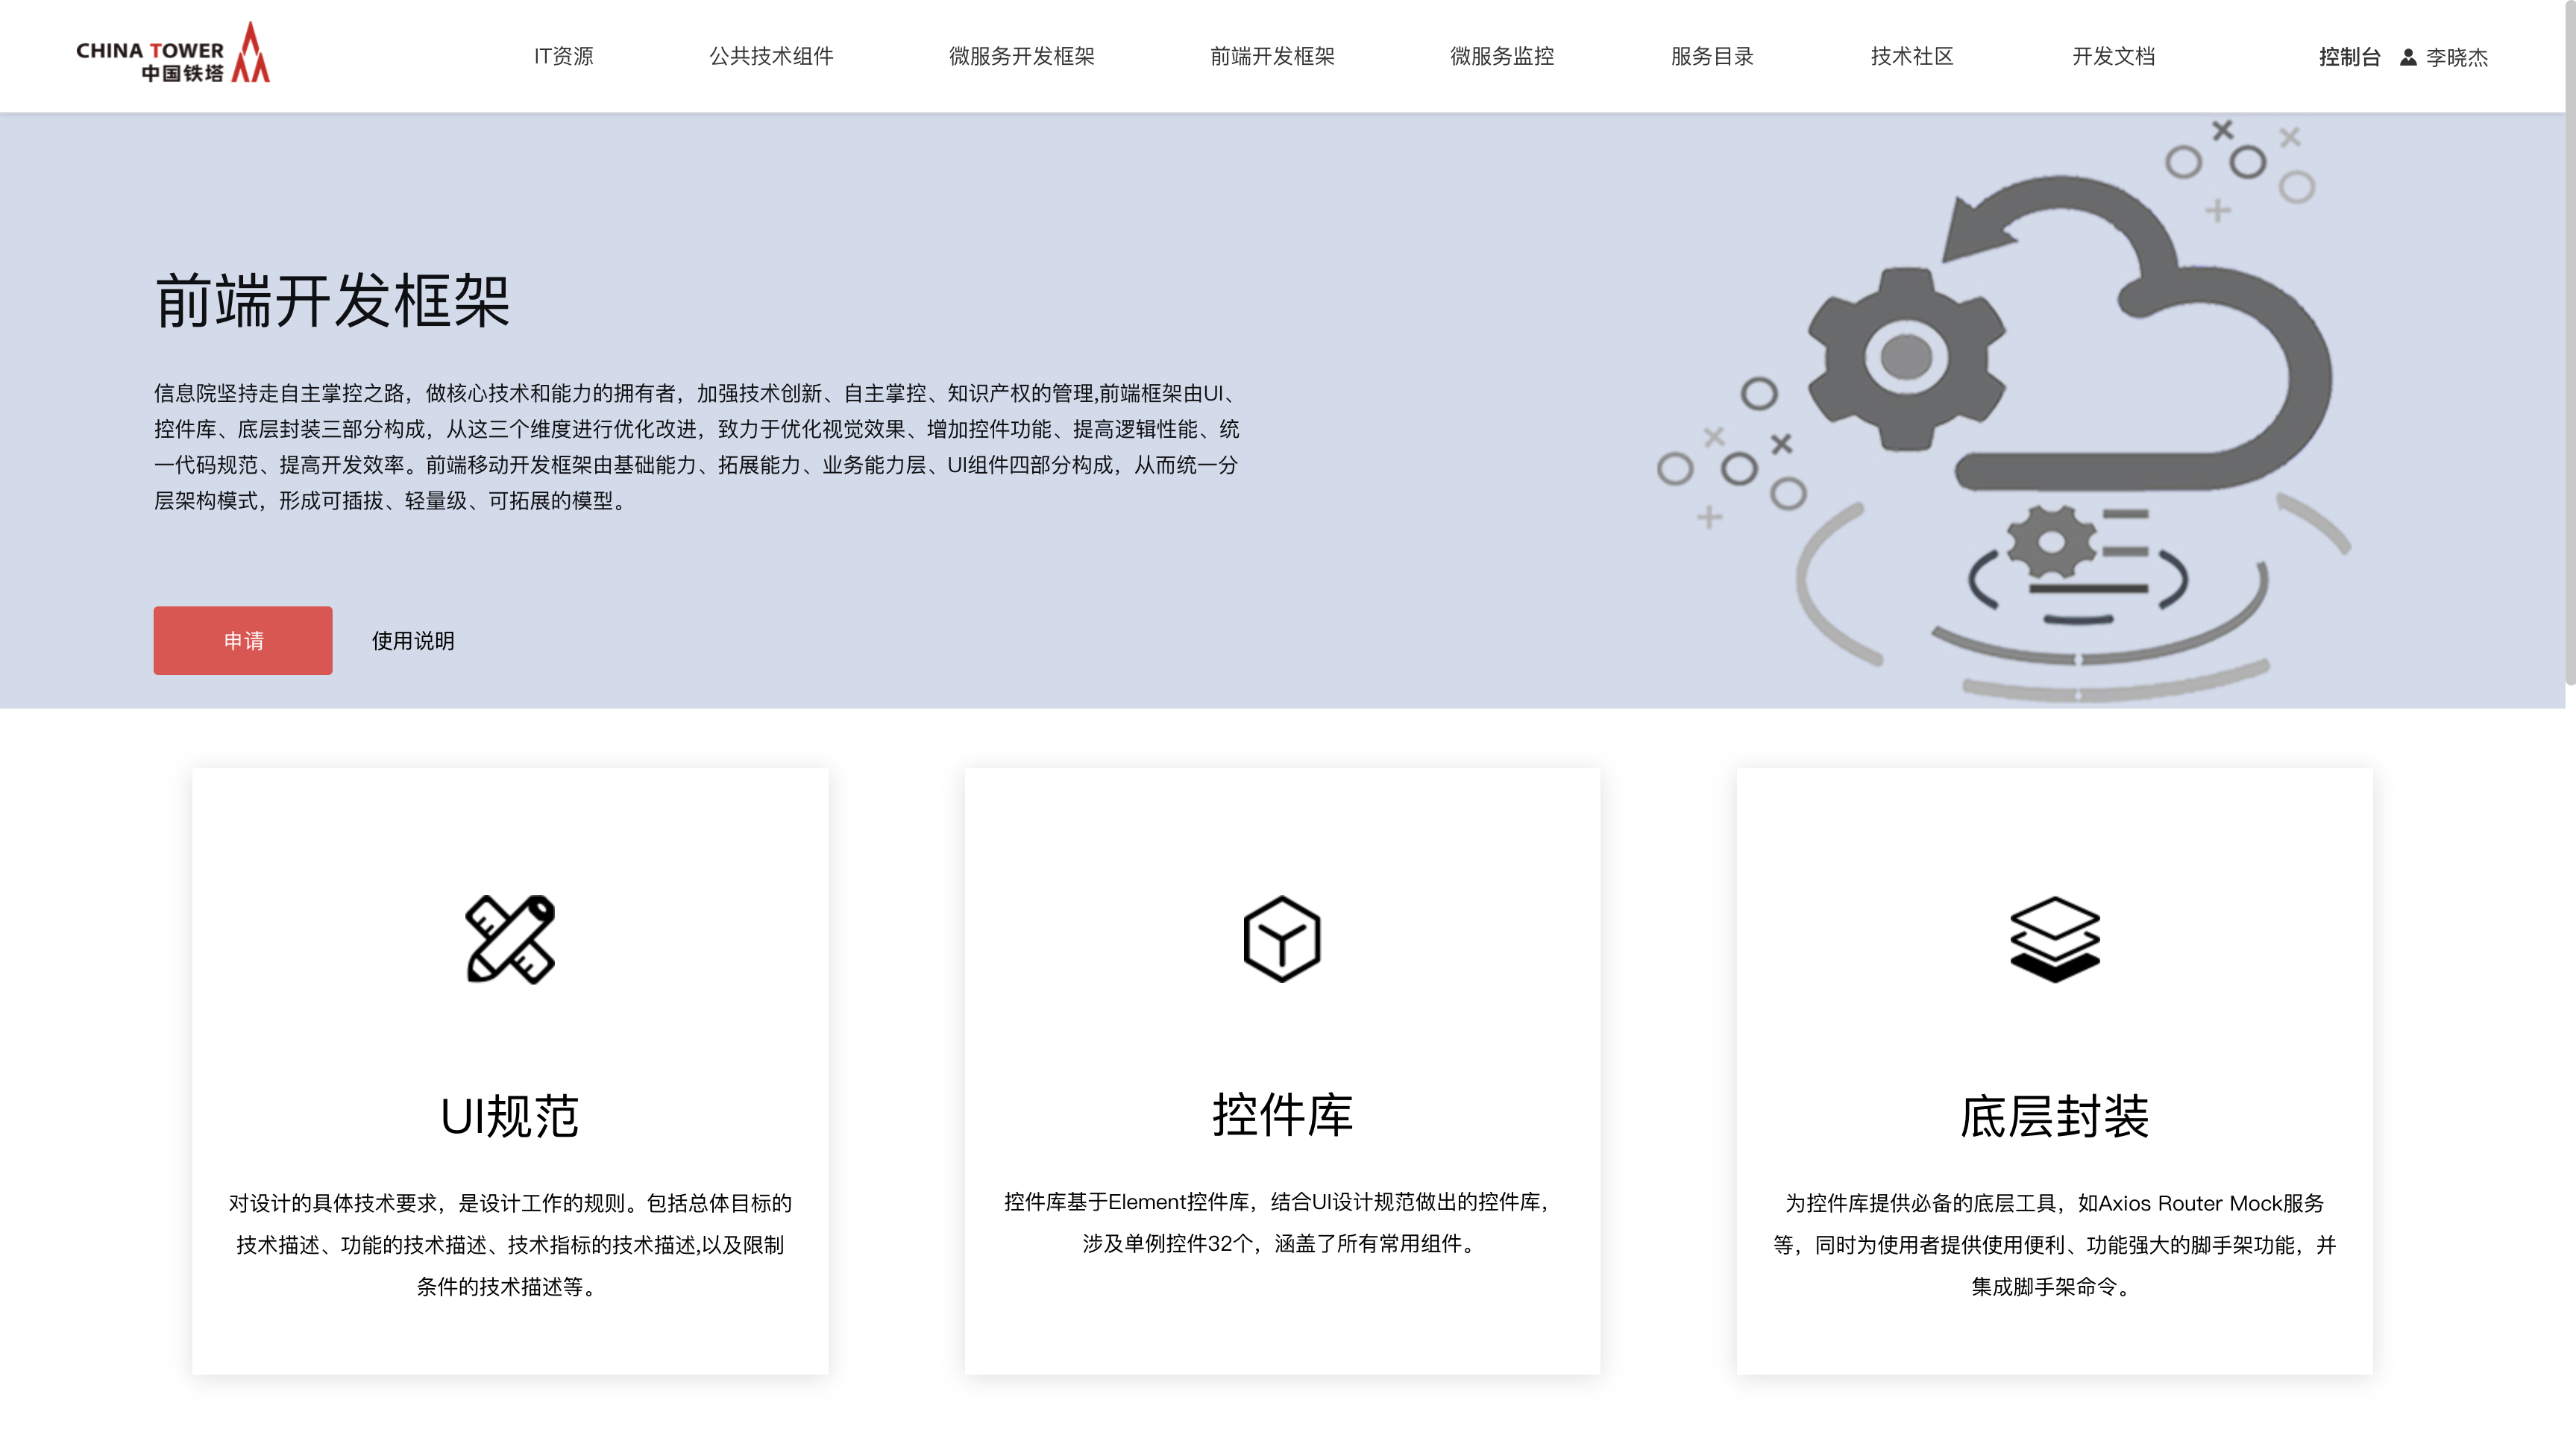 CHINA TOWER
中国铁塔
IT资源 公共技术组件 微服务开发框架 前端开发框架 微服务监控 服务目录 技术社区 开发文档 控制台 李晓杰
前端开发框架
信息院坚持走自主掌控之路，做核心技术和能力的拥有者，加强技术创新、自主掌控、知识产权的管理,前端框架由UI、
控件库、底层封装三部分构成，从这三个维度进行优化改进，致力于优化视觉效果、增加控件功能、提高逻辑性能、统
一代码规范、提高开发效率。前端移动开发框架由基础能力、拓展能力、业务能力层、UI组件四部分构成，从而统一分
层架构模式，形成可插拔、轻量级、可拓展的模型。
申请 使用说明
UI规范
对设计的具体技术要求，是设计工作的规则。包括总体目标的
技术描述、功能的技术描述、技术指标的技术描述,以及限制
条件的技术描述等。
控件库
控件库基于Element控件库，结合UI设计规范做出的控件库，
涉及单例控件32个，涵盖了所有常用组件。
底层封装
为控件库提供必备的底层工具，如Axios Router Mock服务
等，同时为使用者提供使用便利、功能强大的脚手架功能，并
集成脚手架命令。